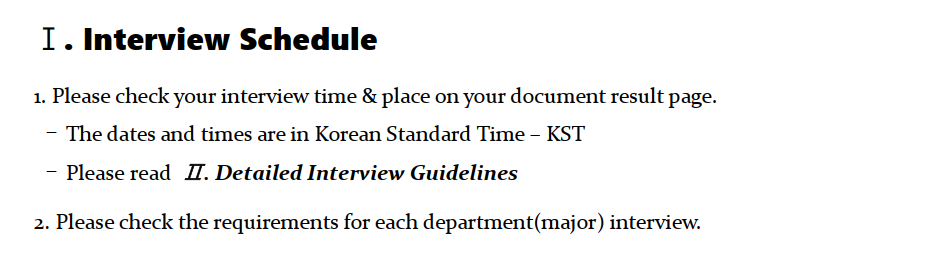 Ⅰ. Interview Schedule
1. Please check your interview time & place on your document result page.
－ The dates and times are in Korean Standard Time – KST
－ Please read Ⅱ. Detailed Interview Guidelines
2. Please check the requirements for each department(major) interview.